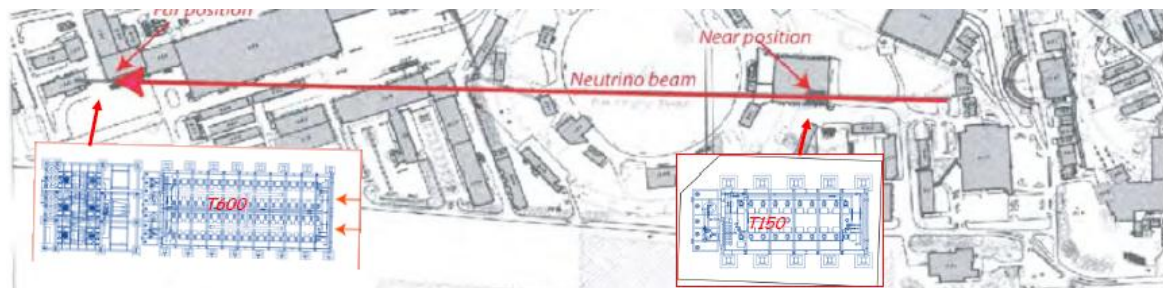 Far position
Near position
Neutrino beam
T600
T150